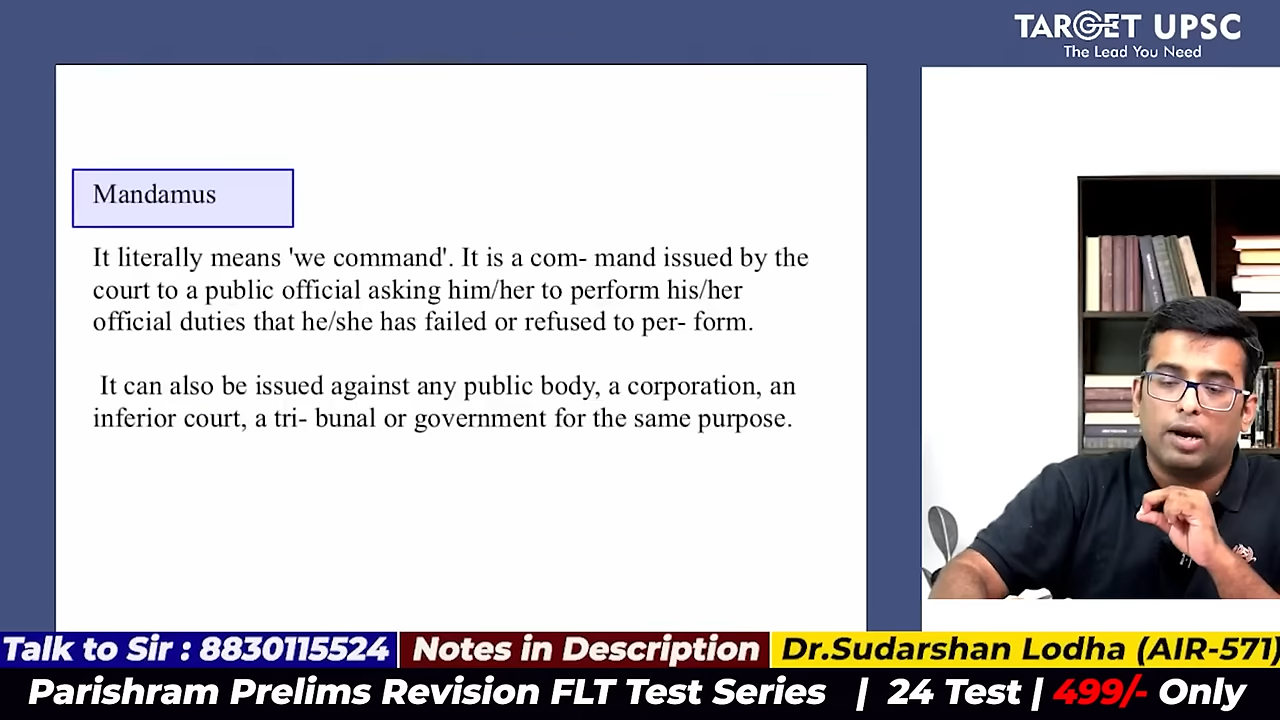 TARGET UPSC
The Lead You Need
Mandamus
It literally means 'we command'. It is a com- mand issued by the
court to a public official asking him/her to perform his/her
official duties that he/she has failed or refused to per- form.
It can also be issued against any public body, a corporation, an
inferior court, a tri- bunal or government for the same purpose.
Talk to Sir : 8830115524
Notes in Description
Dr.Sudarshan Lodha (AIR-571)
Parishram Prelims Revision FLT Test Series | 24 Test | 499/- Only